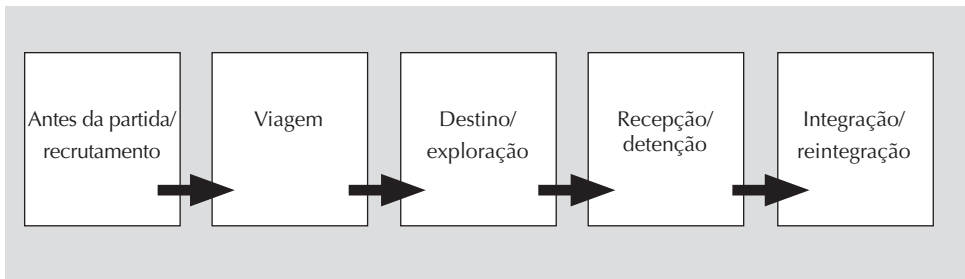 Antes da partida/
recrutamento
Viagem
Destino/
exploração
Recepção/
detenção
Integração/
reintegração